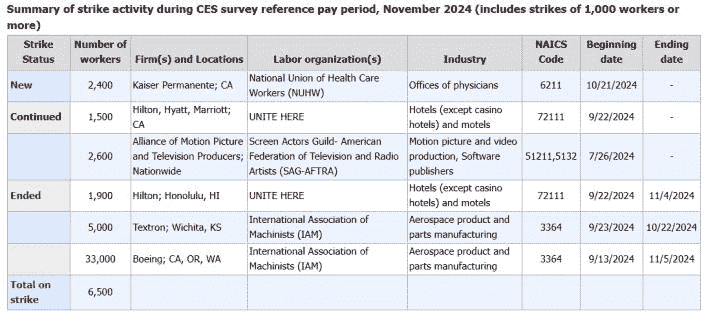 Summary of strike activity during CES survey reference pay period, November 2024 (includes strikes of 1,000 workers or
more)
Strike Status | Number of workers | Firm(s) and Locations | Labor organization(s) | Industry | NAICS Code | Beginning date | Ending date
New | 2,400 | Kaiser Permanente; CA | National Union of Health Care Workers (NUHW) | Offices of physicians | 6211 | 10/21/2024 | -
Continued | 1,500 | Hilton, Hyatt, Marriott; CA | UNITE HERE | Hotels (except casino hotels) and motels | 72111 | 9/22/2024 | -
2,600 | Alliance of Motion Picture and Television Producers; Nationwide | Screen Actors Guild- American Federation of Television and Radio Artists (SAG-AFTRA) | Motion picture and video production, Software publishers | 51211,5132 | 7/26/2024 | -
Ended | 1,900 | Hilton; Honolulu, HI | UNITE HERE | Hotels (except casino hotels) and motels | 72111 | 9/22/2024 | 11/4/2024
5,000 | Textron; Wichita, KS | International Association of Machinists (IAM) | Aerospace product and parts manufacturing | 3364 | 9/23/2024 | 10/22/2024
33,000 | Boeing; CA, OR, WA | International Association of Machinists (IAM) | Aerospace product and parts manufacturing | 3364 | 9/13/2024 | 11/5/2024
Total on strike | 6,500